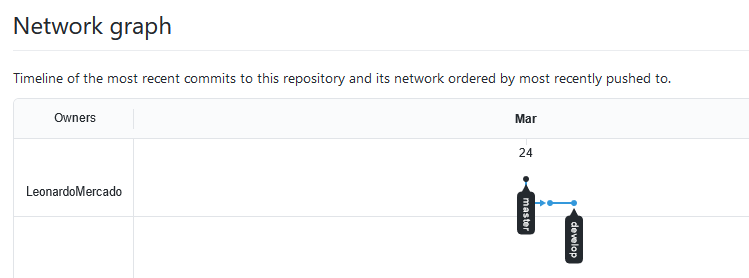 Network graph
Timeline of the most recent commits to this repository and its network ordered by most recently pushed to.
Owners
Mar
24
LeonardoMercado
master
develop